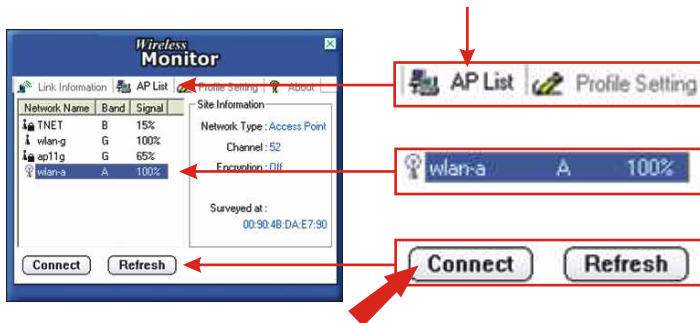 Wireless
Monitor
Link Information AP List Profile Setting About
Network Name Band Signal
TNET B 15%
wlan-g G 100%
ap11g G 65%
wlan-a A 100%
Site Information
Network Type : Access Point
Channel : 52
Encryption : Off
Surveyed at :
00:90:4B:DA:E7:90
Connect Refresh
AP List Profile Setting
wlan-a A 100%
Connect Refresh